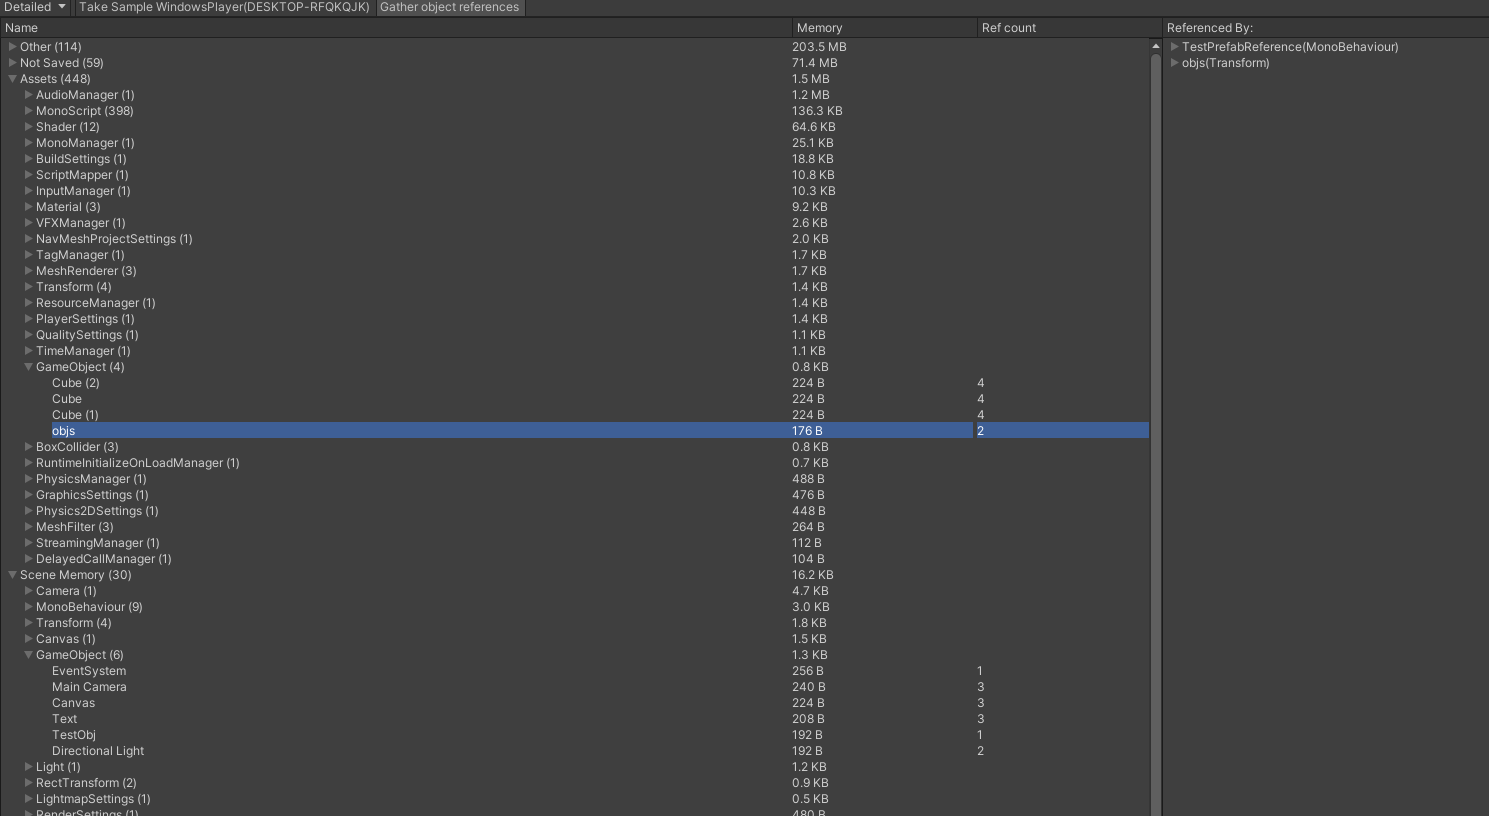 Detailed Take Sample WindowsPlayer(DESKTOP-RFQKQJK) Gather object references
Name Memory Ref count Referenced By:
Other (114) 203.5 MB TestPrefabReference(MonoBehaviour)
Not Saved (59) 71.4 MB objs(Transform)
Assets (448) 1.5 MB
AudioManager (1) 1.2 MB
MonoScript (398) 136.3 KB
Shader (12) 64.6 KB
MonoManager (1) 25.1 KB
BuildSettings (1) 18.8 KB
ScriptMapper (1) 10.8 KB
InputManager (1) 10.3 KB
Material (3) 9.2 KB
VFXManager (1) 2.6 KB
NavMeshProjectSettings (1) 2.0 KB
TagManager (1) 1.7 KB
MeshRenderer (3) 1.7 KB
Transform (4) 1.4 KB
ResourceManager (1) 1.4 KB
PlayerSettings (1) 1.4 KB
QualitySettings (1) 1.1 KB
TimeManager (1) 1.1 KB
GameObject (4) 0.8 KB
Cube (2) 224 B 4
Cube 224 B 4
Cube (1) 224 B 4
objs 176 B 2
BoxCollider (3) 0.8 KB
RuntimeInitializeOnLoadManager (1) 0.7 KB
PhysicsManager (1) 488 B
GraphicsSettings (1) 476 B
Physics2DSettings (1) 448 B
MeshFilter (3) 264 B
StreamingManager (1) 112 B
DelayedCallManager (1) 104 B
Scene Memory (30) 16.2 KB
Camera (1) 4.7 KB
MonoBehaviour (9) 3.0 KB
Transform (4) 1.8 KB
Canvas (1) 1.5 KB
GameObject (6) 1.3 KB
EventSystem 256 B 1
Main Camera 240 B 3
Canvas 224 B 3
Text 208 B 3
TestObj 192 B 1
Directional Light 192 B 2
Light (1) 1.2 KB
RectTransform (2) 0.9 KB
LightmapSettings (1) 0.5 KB
RenderSettings (1) 480 B